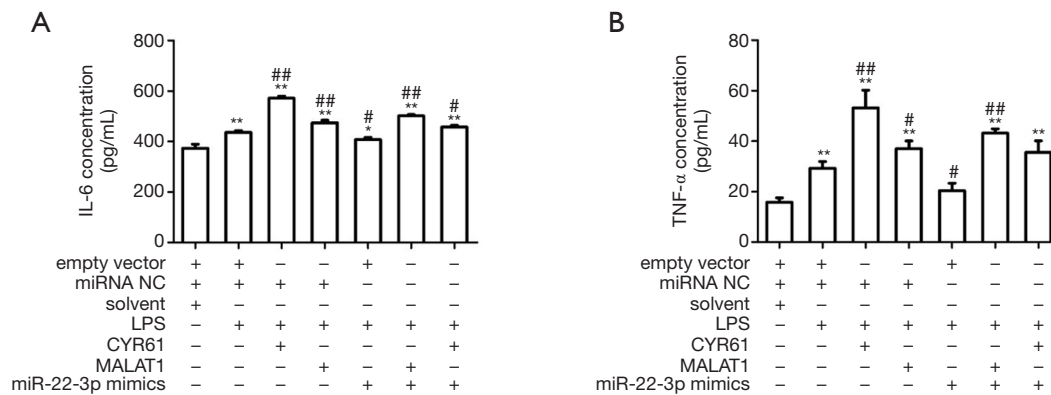 A
IL-6 concentration
(pg/mL)
800
600
400
200
0
**
##
**
##
**
#
*
##
**
#
**
empty vector + + – – + – –
miRNA NC + + + + – – –
solvent + – – – – – –
LPS – + + + + + +
CYR61 – – + – – – +
MALAT1 – – – + – + –
miR-22-3p mimics – – – – + + +
B
TNF-α concentration
(pg/mL)
80
60
40
20
0
**
##
**
#
**
#
##
**
**
empty vector + + – – + – –
miRNA NC + + + + – – –
solvent + – – – – – –
LPS – + + + + + +
CYR61 – – + – – – +
MALAT1 – – – + – + –
miR-22-3p mimics – – – – + + +